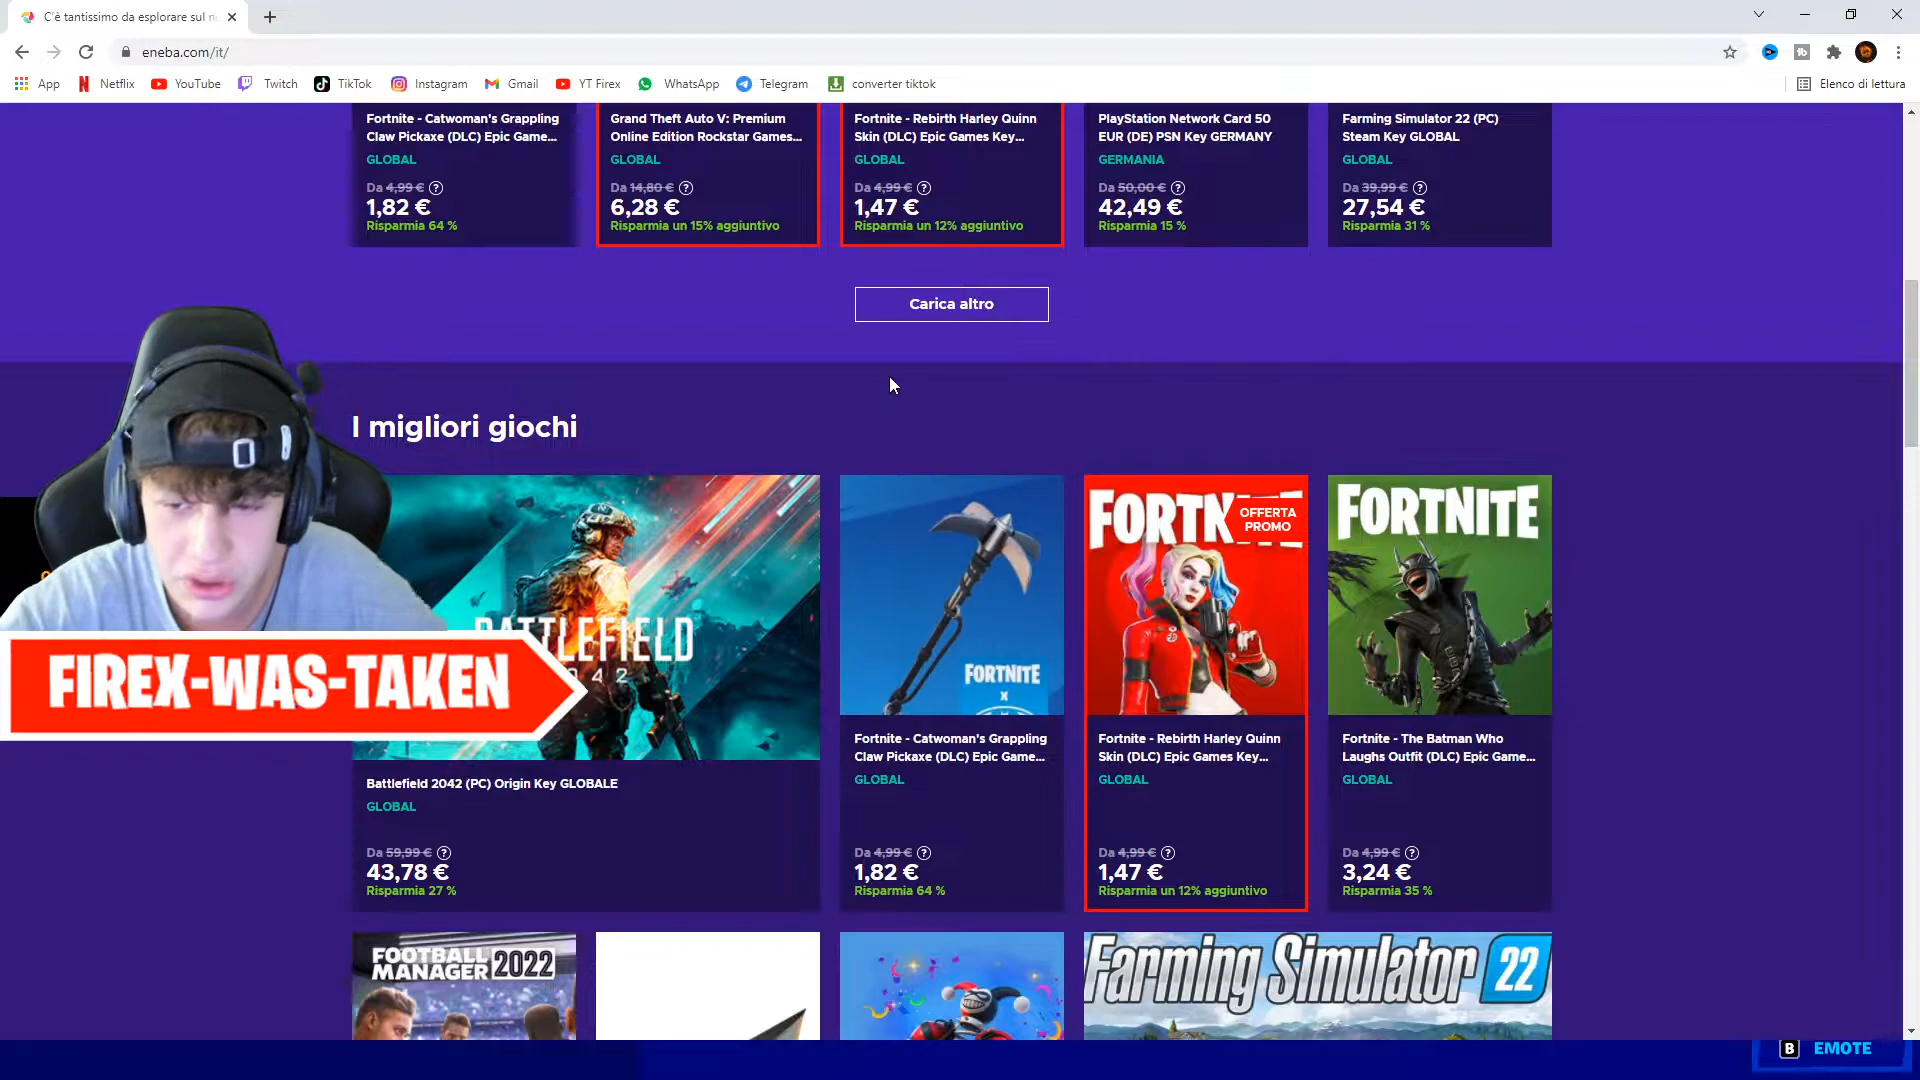 C'è tantissimo da esplorare sul n
eneba.com/it/
App
Netflix
YouTube
Twitch
TikTok
Instagram
Gmail
YT Firex
WhatsApp
Telegram
converter tiktok
Elenco di lettura
Fortnite - Catwoman's Grappling
Claw Pickaxe (DLC) Epic Game...
GLOBAL
Da 4,99 €
1,82 €
Risparmia 64 %
Grand Theft Auto V: Premium
Online Edition Rockstar Games...
GLOBAL
Da 14,80 €
6,28 €
Risparmia un 15% aggiuntivo
Fortnite - Rebirth Harley Quinn
Skin (DLC) Epic Games Key...
GLOBAL
Da 4,99 €
1,47 €
Risparmia un 12% aggiuntivo
PlayStation Network Card 50
EUR (DE) PSN Key GERMANY
GERMANIA
Da 50,00 €
42,49 €
Risparmia 15 %
Farming Simulator 22 (PC)
Steam Key GLOBAL
GLOBAL
Da 39,99 €
27,54 €
Risparmia 31 %
Carica altro
I migliori giochi
BATTLEFIELD
2042
FIREX-WAS-TAKEN
Battlefield 2042 (PC) Origin Key GLOBALE
GLOBAL
Da 59,99 €
43,78 €
Risparmia 27 %
FORTNITE
X
Fortnite - Catwoman's Grappling
Claw Pickaxe (DLC) Epic Game...
GLOBAL
Da 4,99 €
1,82 €
Risparmia 64 %
OFFERTA
PROMO
Fortnite - Rebirth Harley Quinn
Skin (DLC) Epic Games Key...
GLOBAL
Da 4,99 €
1,47 €
Risparmia un 12% aggiuntivo
FORTNITE
Fortnite - The Batman Who
Laughs Outfit (DLC) Epic Game...
GLOBAL
Da 4,99 €
3,24 €
Risparmia 35 %
FOOTBALL
MANAGER 2022
Farming Simulator 22
B EMOTE